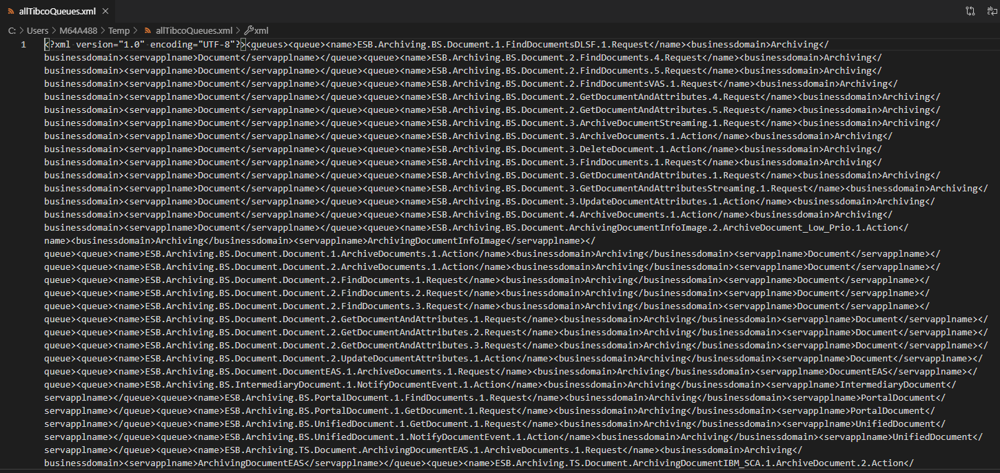 allTibcoQueues.xml
C: > Users > M64A488 > Temp > allTibcoQueues.xml > xml
1 <?xml version="1.0" encoding="UTF-8"?><queues><queue><name>ESB.Archiving.BS.Document.1.FindDocumentsDLSF.1.Request</name><businessdomain>Archiving</
businessdomain><servapplname>Document</servapplname></queue><queue><name>ESB.Archiving.BS.Document.2.FindDocuments.4.Request</name><businessdomain>Archiving</
businessdomain><servapplname>Document</servapplname></queue><queue><name>ESB.Archiving.BS.Document.2.FindDocuments.5.Request</name><businessdomain>Archiving</
businessdomain><servapplname>Document</servapplname></queue><queue><name>ESB.Archiving.BS.Document.2.FindDocumentsVAS.1.Request</name><businessdomain>Archiving</
businessdomain><servapplname>Document</servapplname></queue><queue><name>ESB.Archiving.BS.Document.2.GetDocumentAndAttributes.4.Request</name><businessdomain>Archiving</
businessdomain><servapplname>Document</servapplname></queue><queue><name>ESB.Archiving.BS.Document.2.GetDocumentAndAttributes.5.Request</name><businessdomain>Archiving</
businessdomain><servapplname>Document</servapplname></queue><queue><name>ESB.Archiving.BS.Document.3.ArchiveDocumentStreaming.1.Request</name><businessdomain>Archiving</
businessdomain><servapplname>Document</servapplname></queue><queue><name>ESB.Archiving.BS.Document.3.ArchiveDocuments.1.Action</name><businessdomain>Archiving</
businessdomain><servapplname>Document</servapplname></queue><queue><name>ESB.Archiving.BS.Document.3.DeleteDocument.1.Action</name><businessdomain>Archiving</
businessdomain><servapplname>Document</servapplname></queue><queue><name>ESB.Archiving.BS.Document.3.FindDocuments.1.Request</name><businessdomain>Archiving</
businessdomain><servapplname>Document</servapplname></queue><queue><name>ESB.Archiving.BS.Document.3.GetDocumentAndAttributes.1.Request</name><businessdomain>Archiving</
businessdomain><servapplname>Document</servapplname></queue><queue><name>ESB.Archiving.BS.Document.3.GetDocumentAndAttributesStreaming.1.Request</name><businessdomain>Archiving</
businessdomain><servapplname>Document</servapplname></queue><queue><name>ESB.Archiving.BS.Document.3.UpdateDocumentAttributes.1.Action</name><businessdomain>Archiving</
businessdomain><servapplname>Document</servapplname></queue><queue><name>ESB.Archiving.BS.Document.4.ArchiveDocuments.1.Action</name><businessdomain>Archiving</
businessdomain><servapplname>Document</servapplname></queue><queue><name>ESB.Archiving.BS.Document.ArchivingDocumentInfoImage.2.ArchiveDocument_Low_Prio.1.Action</
name><businessdomain>Archiving</businessdomain><servapplname>ArchivingDocumentInfoImage</servapplname></
queue><queue><name>ESB.Archiving.BS.Document.Document.1.ArchiveDocuments.1.Action</name><businessdomain>Archiving</businessdomain><servapplname>Document</servapplname></
queue><queue><name>ESB.Archiving.BS.Document.Document.2.ArchiveDocuments.1.Action</name><businessdomain>Archiving</businessdomain><servapplname>Document</servapplname></
queue><queue><name>ESB.Archiving.BS.Document.Document.2.FindDocuments.1.Request</name><businessdomain>Archiving</businessdomain><servapplname>Document</servapplname></
queue><queue><name>ESB.Archiving.BS.Document.Document.2.FindDocuments.2.Request</name><businessdomain>Archiving</businessdomain><servapplname>Document</servapplname></
queue><queue><name>ESB.Archiving.BS.Document.Document.2.FindDocuments.3.Request</name><businessdomain>Archiving</businessdomain><servapplname>Document</servapplname></
queue><queue><name>ESB.Archiving.BS.Document.Document.2.GetDocumentAndAttributes.1.Request</name><businessdomain>Archiving</businessdomain><servapplname>Document</servapplname></
queue><queue><name>ESB.Archiving.BS.Document.Document.2.GetDocumentAndAttributes.2.Request</name><businessdomain>Archiving</businessdomain><servapplname>Document</servapplname></
queue><queue><name>ESB.Archiving.BS.Document.Document.2.GetDocumentAndAttributes.3.Request</name><businessdomain>Archiving</businessdomain><servapplname>Document</servapplname></
queue><queue><name>ESB.Archiving.BS.Document.Document.2.UpdateDocumentAttributes.1.Action</name><businessdomain>Archiving</businessdomain><servapplname>Document</servapplname></
queue><queue><name>ESB.Archiving.BS.Document.DocumentEAS.1.ArchiveDocuments.1.Request</name><businessdomain>Archiving</businessdomain><servapplname>DocumentEAS</servapplname></
queue><queue><name>ESB.Archiving.BS.IntermediaryDocument.1.NotifyDocumentEvent.1.Action</name><businessdomain>Archiving</businessdomain><servapplname>IntermediaryDocument</
servapplname></queue><queue><name>ESB.Archiving.BS.PortalDocument.1.FindDocuments.1.Request</name><businessdomain>Archiving</businessdomain><servapplname>PortalDocument</
servapplname></queue><queue><name>ESB.Archiving.BS.PortalDocument.1.GetDocument.1.Request</name><businessdomain>Archiving</businessdomain><servapplname>PortalDocument</
servapplname></queue><queue><name>ESB.Archiving.BS.UnifiedDocument.1.GetDocument.1.Request</name><businessdomain>Archiving</businessdomain><servapplname>UnifiedDocument</
servapplname></queue><queue><name>ESB.Archiving.BS.UnifiedDocument.1.NotifyDocumentEvent.1.Action</name><businessdomain>Archiving</businessdomain><servapplname>UnifiedDocument</
servapplname></queue><queue><name>ESB.Archiving.TS.Document.ArchivingDocumentEAS.1.ArchiveDocuments.1.Request</name><businessdomain>Archiving</
businessdomain><servapplname>ArchivingDocumentEAS</servapplname></queue><queue><name>ESB.Archiving.TS.Document.ArchivingDocumentIBM_SCA.1.ArchiveDocument.2.Action</